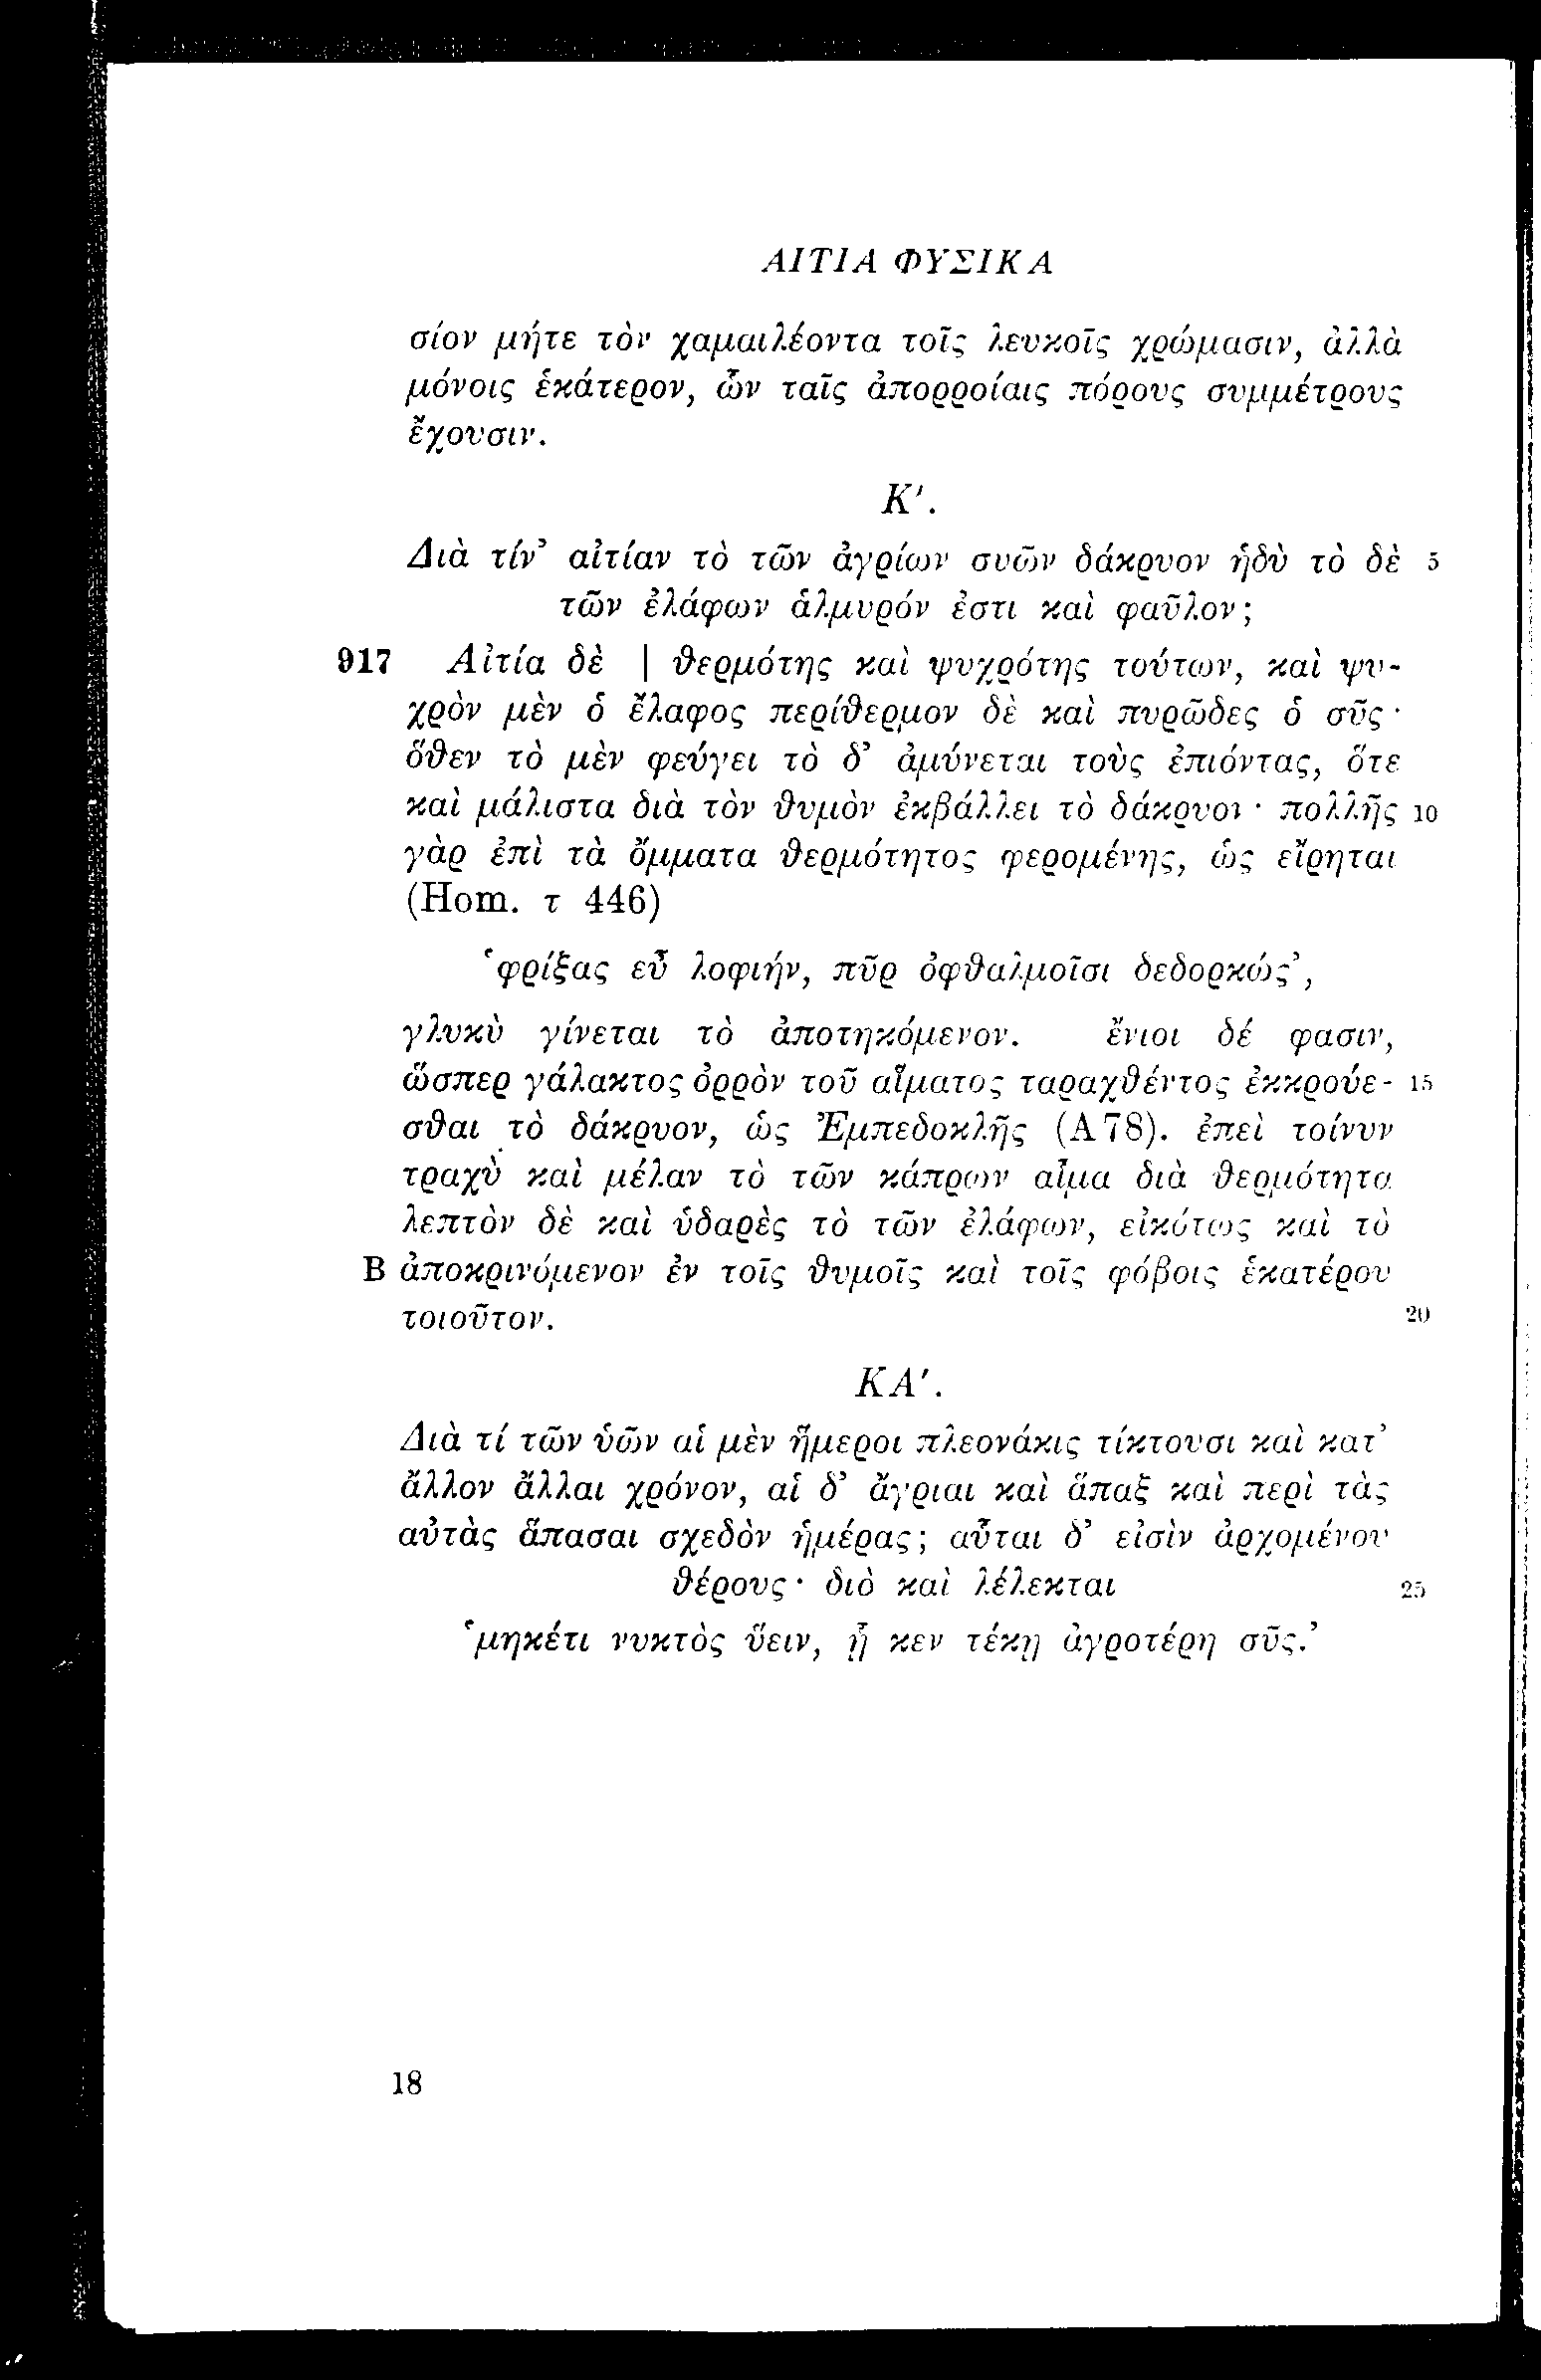 ΑΙΤΙΑ ΦΥΣΙΚΑ
σίον μήτε τὸν χαμαιλέοντα τοῖς λευκοῖς χρώμασιν, ἀλλὰ
μόνοις ἑκάτερον, ὧν ταῖς ἀπορροίαις πόρους συμμέτρους
ἔχουσιν.
Κ'.
Διὰ τίν' αἰτίαν τὸ τῶν ἀγρίων συῶν δάκρυον ἡδὺ τὸ δὲ 5
τῶν ἐλάφων ἁλμυρόν ἐστι καὶ φαῦλον;
917 Αἰτία δὲ | θερμότης καὶ ψυχρότης τούτων, καὶ ψυ-
χρὸν μὲν ὁ ἔλαφος περίθερμον δὲ καὶ πυρῶδες ὁ σῦς·
ὅθεν τὸ μὲν φεύγει τὸ δ' ἀμύνεται τοὺς ἐπιόντας, ὅτε
καὶ μάλιστα διὰ τὸν θυμὸν ἐκβάλλει τὸ δάκρυον· πολλῆς 10
γὰρ ἐπὶ τὰ ὄμματα θερμότητος φερομένης, ὡς εἴρηται
(Hom. τ 446)
‘φρίξας εὖ λοφιήν, πῦρ ὀφθαλμοῖσι δεδορκώς’,
γλυκὺ γίνεται τὸ ἀποτηκόμενον. ἔνιοι δέ φασιν,
ὥσπερ γάλακτος ὀρρὸν τοῦ αἵματος ταραχθέντος ἐκκρούε- 15
σθαι τὸ δάκρυον, ὡς Ἐμπεδοκλῆς (A 78). ἐπεὶ τοίνυν
τραχὺ καὶ μέλαν τὸ τῶν κάπρων αἷμα διὰ θερμότητα
λεπτὸν δὲ καὶ ὑδαρὲς τὸ τῶν ἐλάφων, εἰκότως καὶ τὸ
B ἀποκρινόμενον ἐν τοῖς θυμοῖς καὶ τοῖς φόβοις ἑκατέρου
τοιοῦτον. 20
ΚΑ'.
Διὰ τί τῶν ὑῶν αἱ μὲν ἥμεροι πλεονάκις τίκτουσι καὶ κατ'
ἄλλον ἄλλαι χρόνον, αἱ δ' ἄγριαι καὶ ἅπαξ καὶ περὶ τὰς
αὐτὰς ἅπασαι σχεδὸν ἡμέρας; αὗται δ' εἰσὶν ἀρχομένου
θέρους· διὸ καὶ λέλεκται 25
‘μηκέτι νυκτὸς ὕειν, ᾗ κεν τέκῃ ἀγροτέρη σῦς.’
18